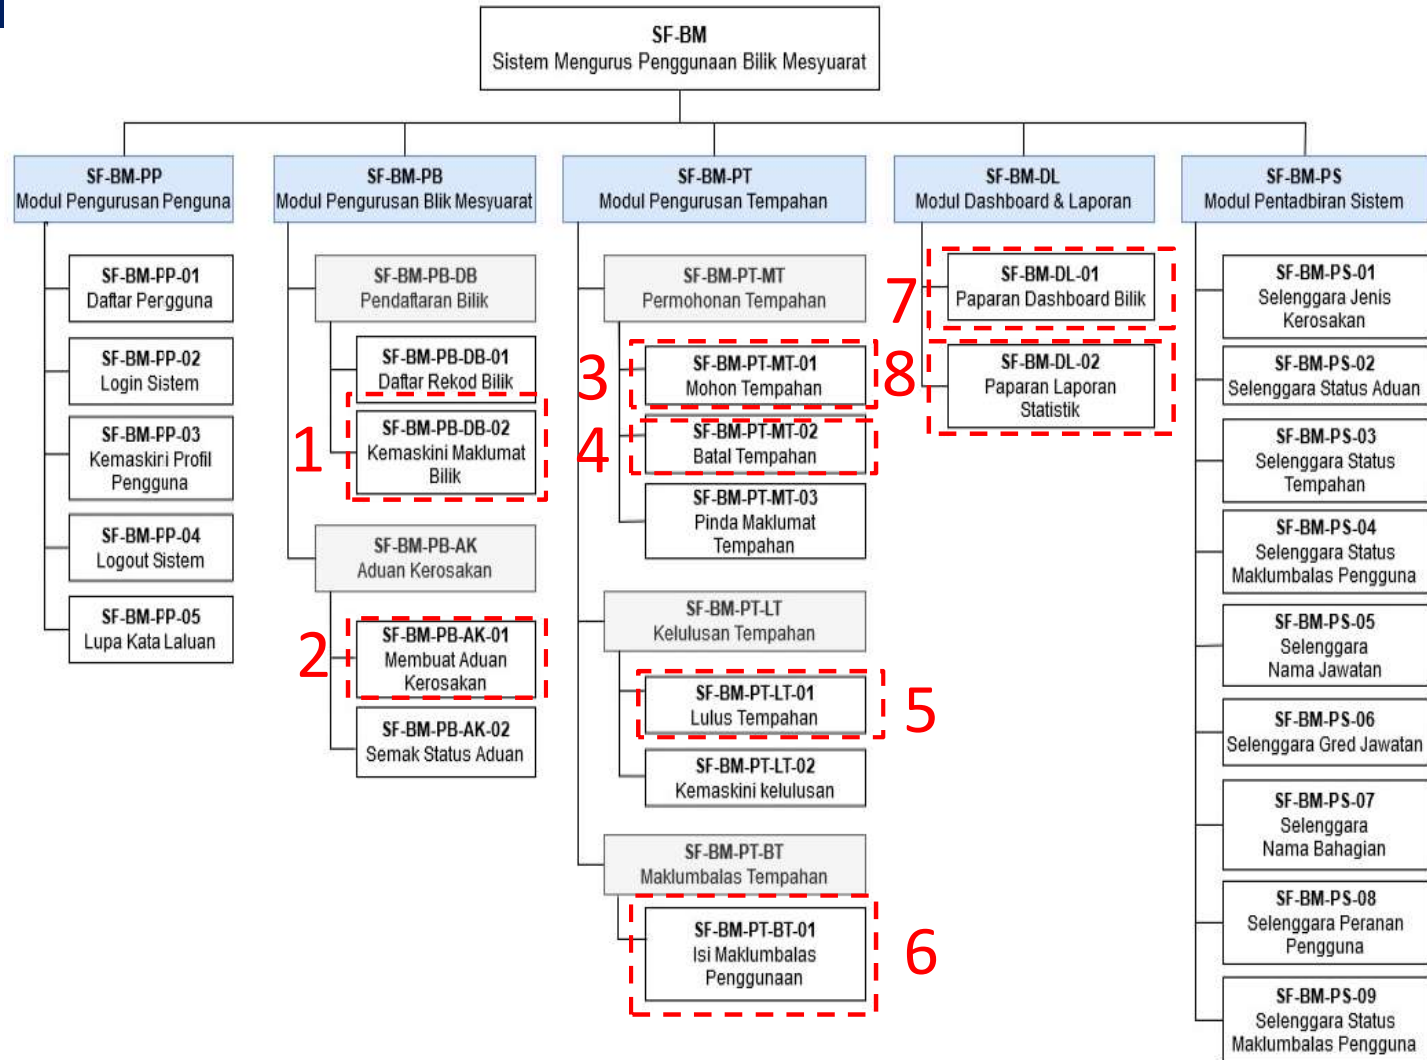 SF-BM
Sistem Mengurus Penggunaan Bilik Mesyuarat
SF-BM-PP
Modul Pengurusan Penguna
SF-BM-PP-01
Daftar Pengguna
SF-BM-PP-02
Login Sistem
SF-BM-PP-03
Kemaskini Profil
Pengguna
SF-BM-PP-04
Logout Sistem
SF-BM-PP-05
Lupa Kata Laluan
SF-BM-PB
Modul Pengurusan Blik Mesyuarat
SF-BM-PB-DB
Pendaftaran Bilik
SF-BM-PB-DB-01
Daftar Rekod Bilik
1
SF-BM-PB-DB-02
Kemaskini Maklumat
Bilik
SF-BM-PB-AK
Aduan Kerosakan
2
SF-BM-PB-AK-01
Membuat Aduan
Kerosakan
SF-BM-PB-AK-02
Semak Status Aduan
SF-BM-PT
Modul Pengurusan Tempahan
SF-BM-PT-MT
Permohonan Tempahan
3
SF-BM-PT-MT-01
Mohon Tempahan
4
SF-BM-PT-MT-02
Batal Tempahan
SF-BM-PT-MT-03
Pinda Maklumat
Tempahan
SF-BM-PT-LT
Kelulusan Tempahan
SF-BM-PT-LT-01
Lulus Tempahan
5
SF-BM-PT-LT-02
Kemaskini kelulusan
SF-BM-PT-BT
Maklumbalas Tempahan
SF-BM-PT-BT-01
Isi Maklumbalas
Penggunaan
6
SF-BM-DL
Modul Dashboard & Laporan
7
SF-BM-DL-01
Paparan Dashboard Bilik
8
SF-BM-DL-02
Paparan Laporan
Statistik
SF-BM-PS
Modul Pentadbiran Sistem
SF-BM-PS-01
Selenggara Jenis
Kerosakan
SF-BM-PS-02
Selenggara Status Aduan
SF-BM-PS-03
Selenggara Status
Tempahan
SF-BM-PS-04
Selenggara Status
Maklumbalas Pengguna
SF-BM-PS-05
Selenggara
Nama Jawatan
SF-BM-PS-06
Selenggara Gred Jawatan
SF-BM-PS-07
Selenggara
Nama Bahagian
SF-BM-PS-08
Selenggara Peranan
Pengguna
SF-BM-PS-09
Selenggara Status
Maklumbalas Pengguna